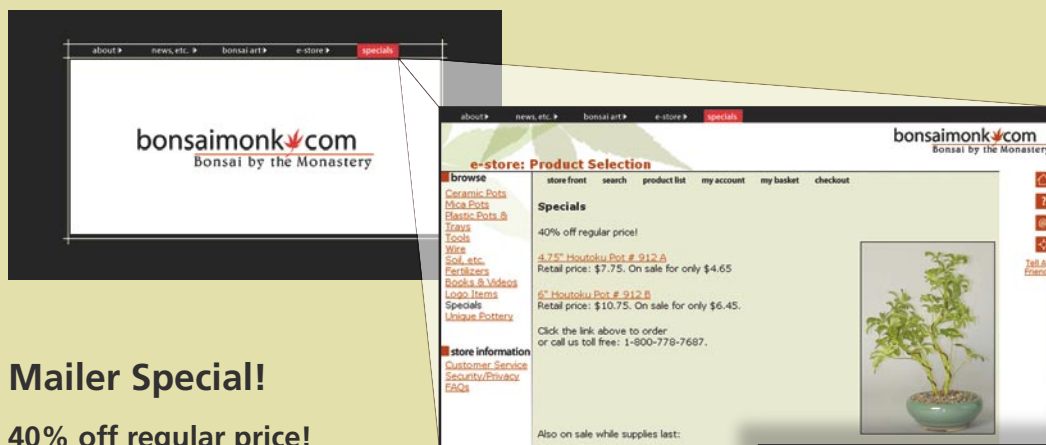 about
news, etc.
bonsai art
e-store
specials
bonsaimonk com
Bonsai by the Monastery
about
news, etc.
bonsai art
e-store
specials
bonsaimonk com
Bonsai by the Monastery
e-store: Product Selection
browse
Ceramic Pots
Mica Pots
Plastic Pots &
Trays
Tools
Wire
Soil, etc.
Fertilizers
Books & Videos
Logo Items
Specials
Unique Pottery
store information
Customer Service
Security/Privacy
FAQs
store front search product list my account my basket checkout
Specials
40% off regular price!
4.75" Houtoku Pot # 912 A
Retail price: $7.75. On sale for only $4.65
6" Houtoku Pot # 912 B
Retail price: $10.75. On sale for only $6.45.
Click the link above to order
or call us toll free: 1-800-778-7687.
Also on sale while supplies last:
?
@
Tell A
Mailer Special!
40% off regular price!